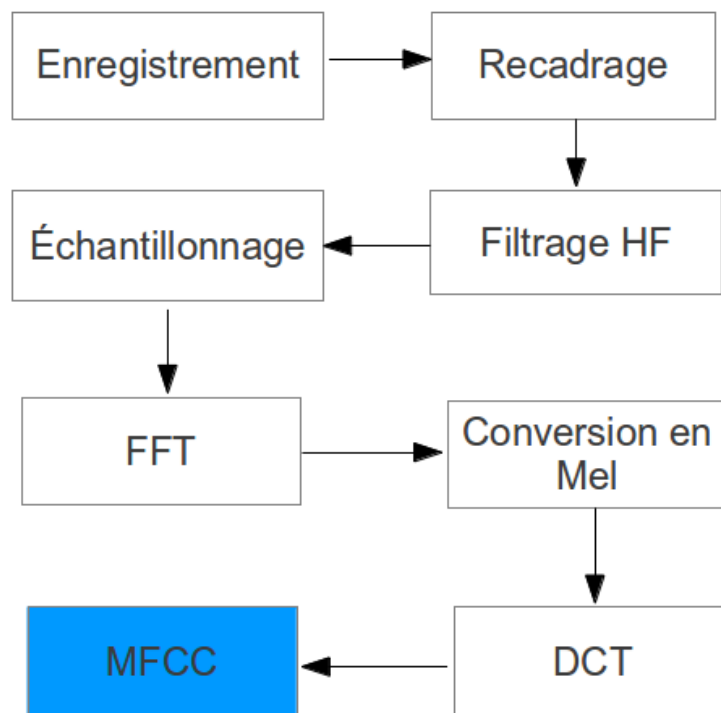 Enregistrement
Recadrage
Filtrage HF
Échantillonnage
FFT
Conversion en
Mel
DCT
MFCC